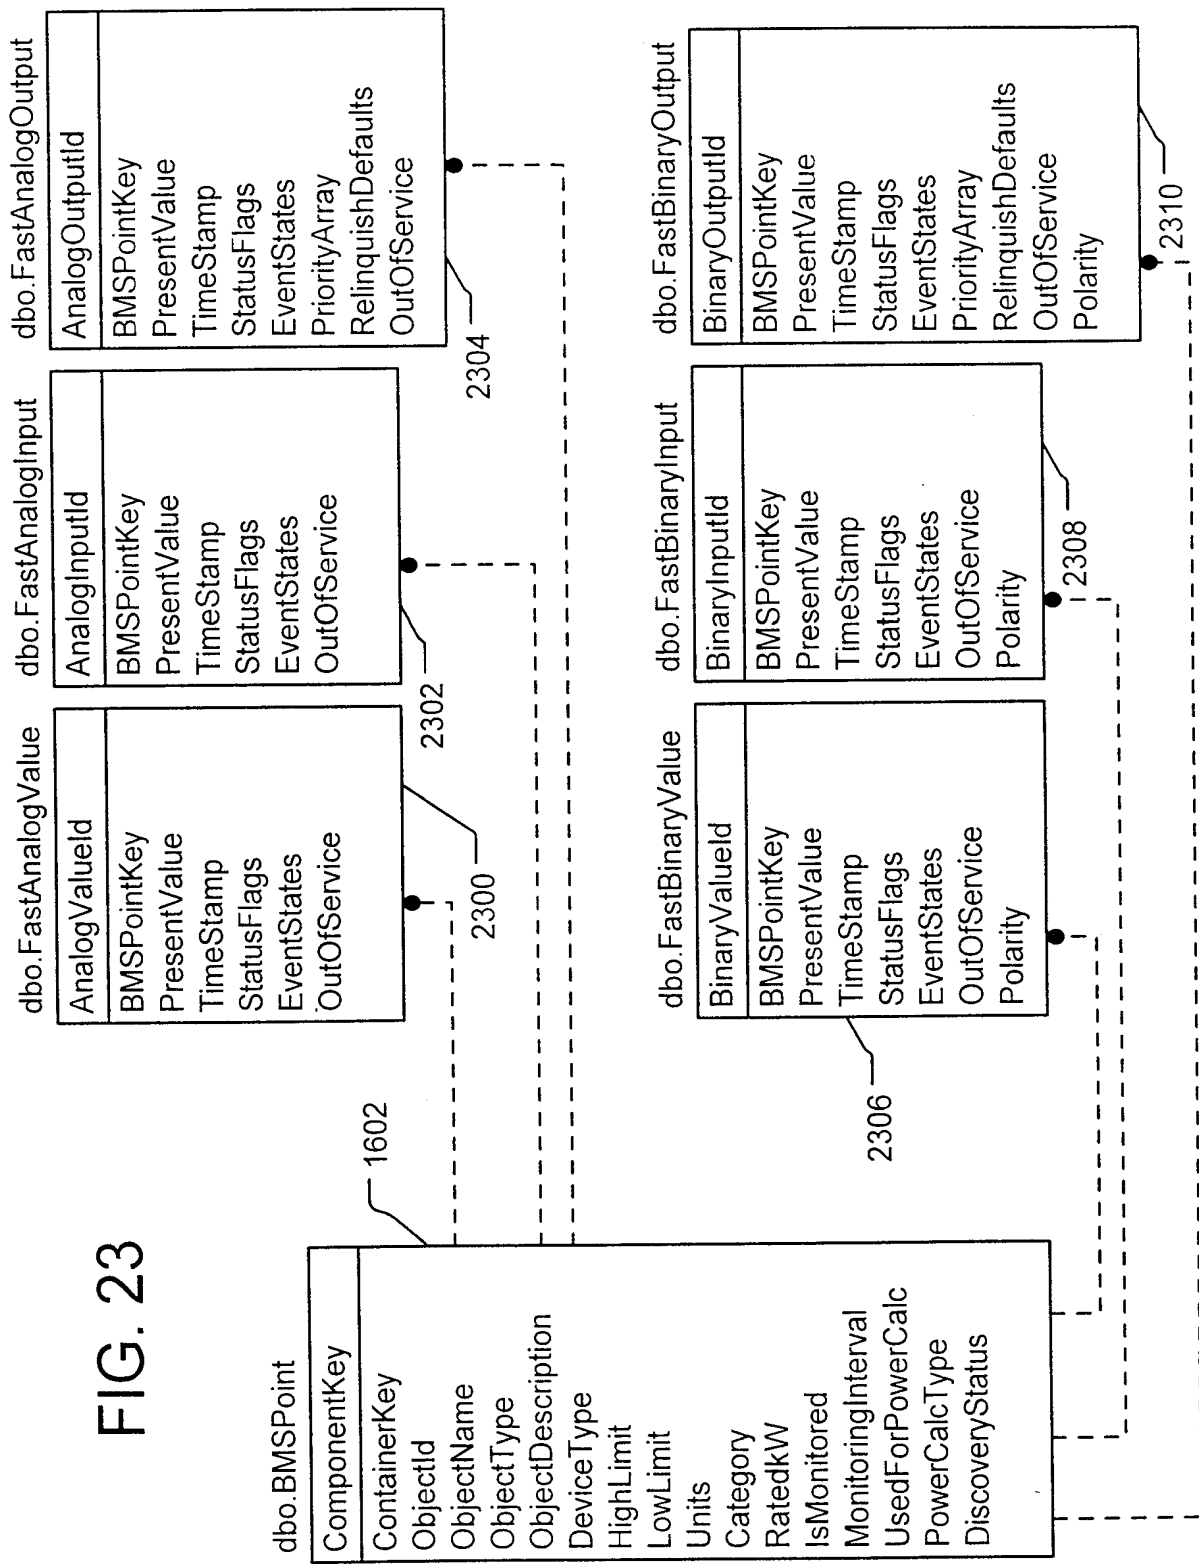 FIG. 23
dbo.BMSPoint
ComponentKey
ContainerKey
ObjectId
ObjectName
ObjectType
ObjectDescription
DeviceType
HighLimit
LowLimit
Units
Category
RatedkW
IsMonitored
MonitoringInterval
UsedForPowerCalc
PowerCalcType
DiscoveryStatus
1602
dbo.FastAnalogValue
AnalogValueId
BMSPointKey
PresentValue
TimeStamp
StatusFlags
EventStates
OutOfService
2300
dbo.FastAnalogInput
AnalogInputId
BMSPointKey
PresentValue
TimeStamp
StatusFlags
EventStates
OutOfService
2302
dbo.FastAnalogOutput
AnalogOutputId
BMSPointKey
PresentValue
TimeStamp
StatusFlags
EventStates
PriorityArray
RelinquishDefaults
OutOfService
2304
dbo.FastBinaryValue
BinaryValueId
BMSPointKey
PresentValue
TimeStamp
StatusFlags
EventStates
OutOfService
Polarity
2306
dbo.FastBinaryInput
BinaryInputId
BMSPointKey
PresentValue
TimeStamp
StatusFlags
EventStates
OutOfService
Polarity
2308
dbo.FastBinaryOutput
BinaryOutputId
BMSPointKey
PresentValue
TimeStamp
StatusFlags
EventStates
PriorityArray
RelinquishDefaults
OutOfService
Polarity
2310